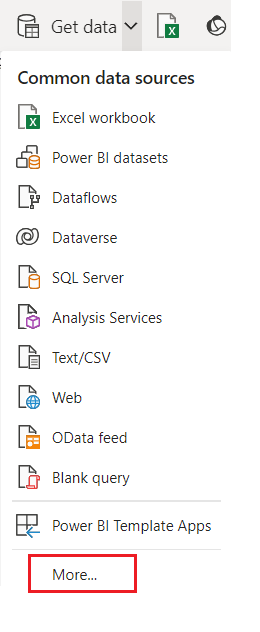 Get data
Common data sources
Excel workbook
Power BI datasets
Dataflows
Dataverse
SQL Server
Analysis Services
Text/CSV
Web
OData feed
Blank query
Power BI Template Apps
More...